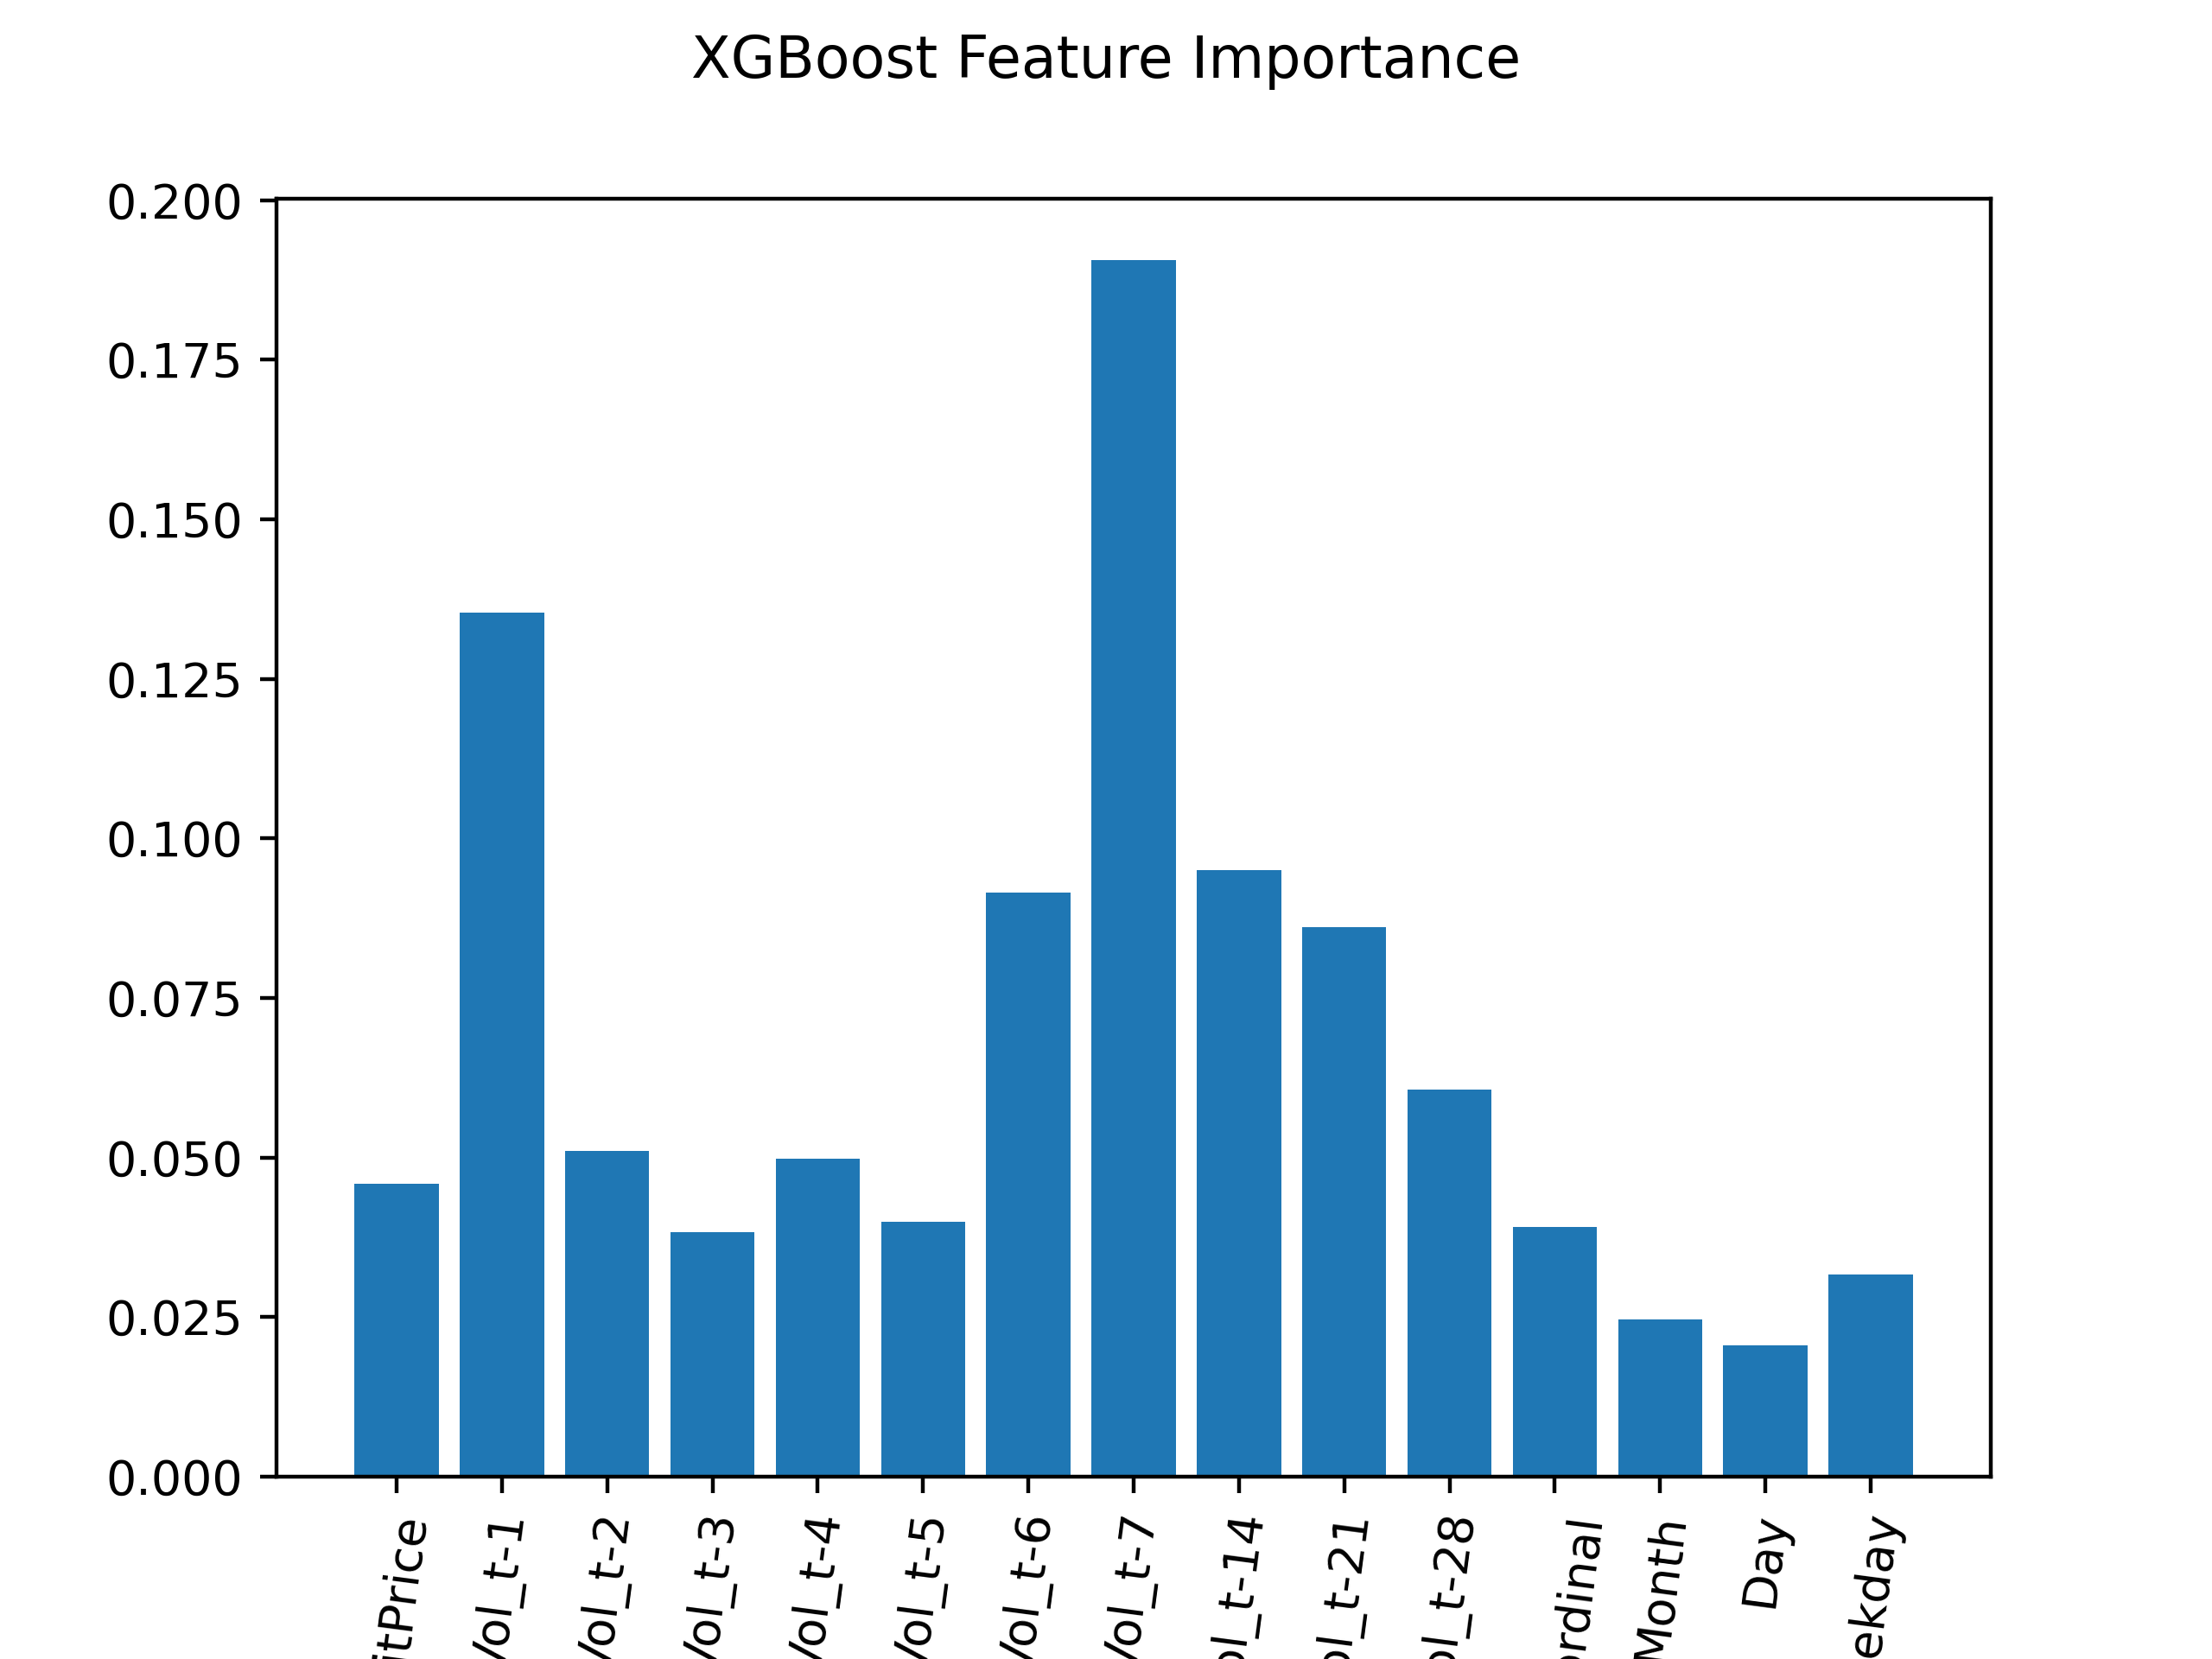 XGBoost Feature Importance
0.200
0.175
0.150
0.125
0.100
0.075
0.050
0.025
0.000
itPrice
Vol_t-1
Vol_t-2
Vol_t-3
Vol_t-4
Vol_t-5
Vol_t-6
Vol_t-7
ol_t-14
ol_t-21
ol_t-28
rdinal
Month
Day
ekday